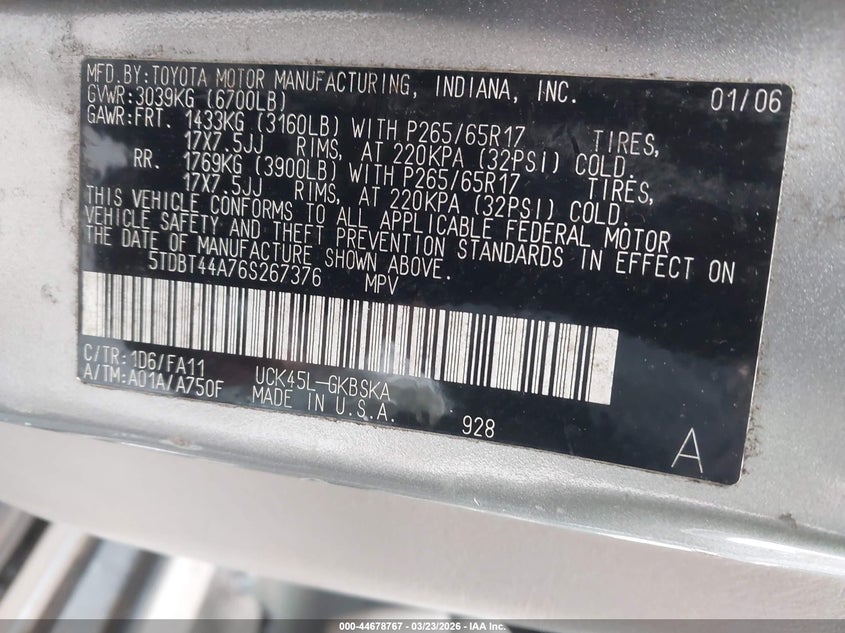 MFD.BY:TOYOTA MOTOR MANUFACTURING, INDIANA, INC. 01/06
GVWR:3039KG (6700LB)
GAWR:FRT. 1433KG (3160LB) WITH P265/65R17 TIRES,
17X7.5JJ RIMS, AT 220KPA (32PSI) COLD.
RR. 1769KG (3900LB) WITH P265/65R17 TIRES,
17X7.5JJ RIMS, AT 220KPA (32PSI) COLD.
THIS VEHICLE CONFORMS TO ALL APPLICABLE FEDERAL MOTOR
VEHICLE SAFETY AND THEFT PREVENTION STANDARDS IN EFFECT ON
THE DATE OF MANUFACTURE SHOWN ABOVE.
5TDBT44A76S267376 MPV
C/TR:1D6/FA11 UCK45L-GKBSKA
A/TM:A01A/A750F MADE IN U.S.A.
928
A
000-44678767 — 03/23/2026 — IAA Inc.